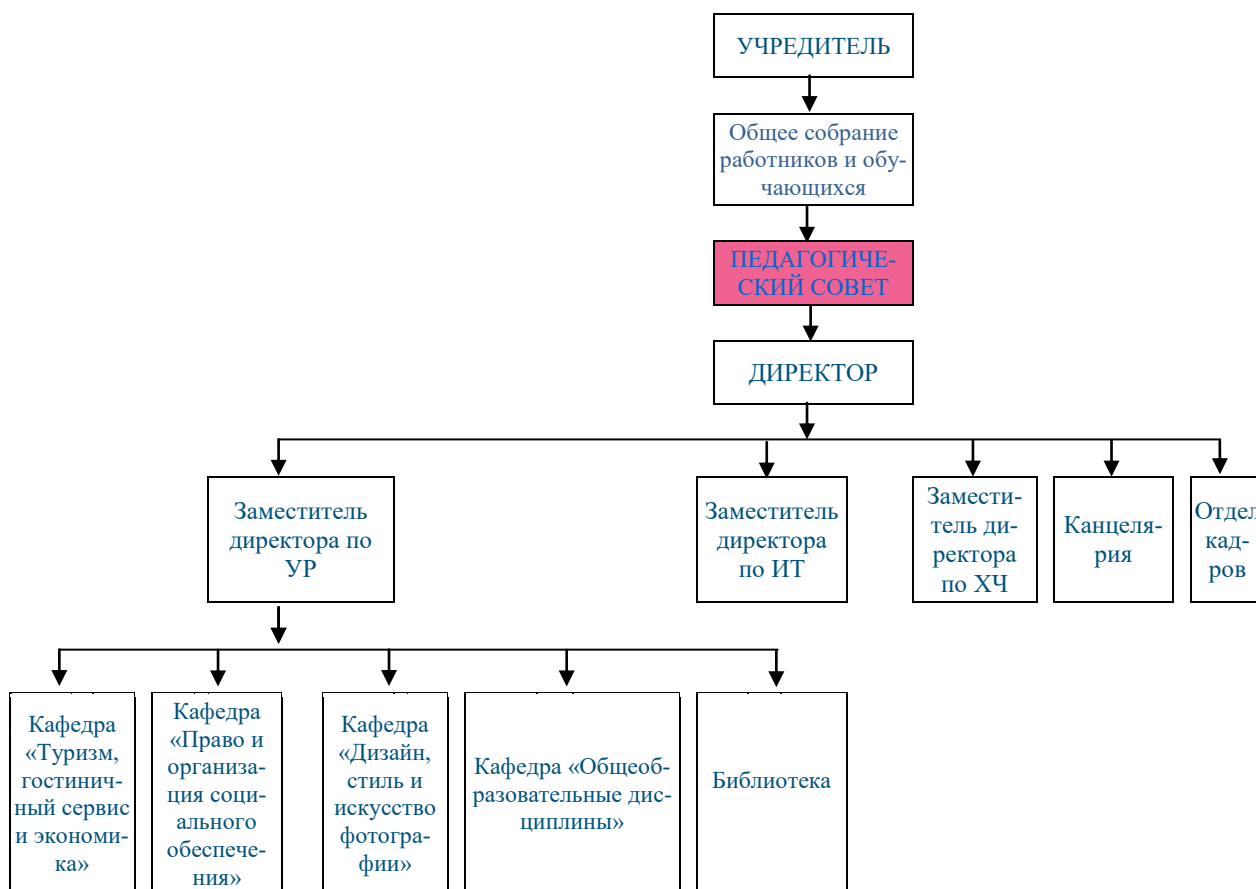 УЧРЕДИТЕЛЬ
Общее собрание
работников и обу-
чающихся
ПЕДАГОГИЧЕ-
СКИЙ СОВЕТ
ДИРЕКТОР
Заместитель
директора по
УР
Заместитель
директора
по ИТ
Замести-
тель ди-
ректора
по ХЧ
Канцеля-
рия
Отдел
кад-
ров
Кафедра
«Туризм,
гостинич-
ный сервис
и экономи-
ка»
Кафедра
«Право и
организа-
ция соци-
ального
обеспече-
ния»
Кафедра
«Дизайн,
стиль и
искусство
фотогра-
фии»
Кафедра «Общеоб-
разовательные дис-
циплины»
Библиотека